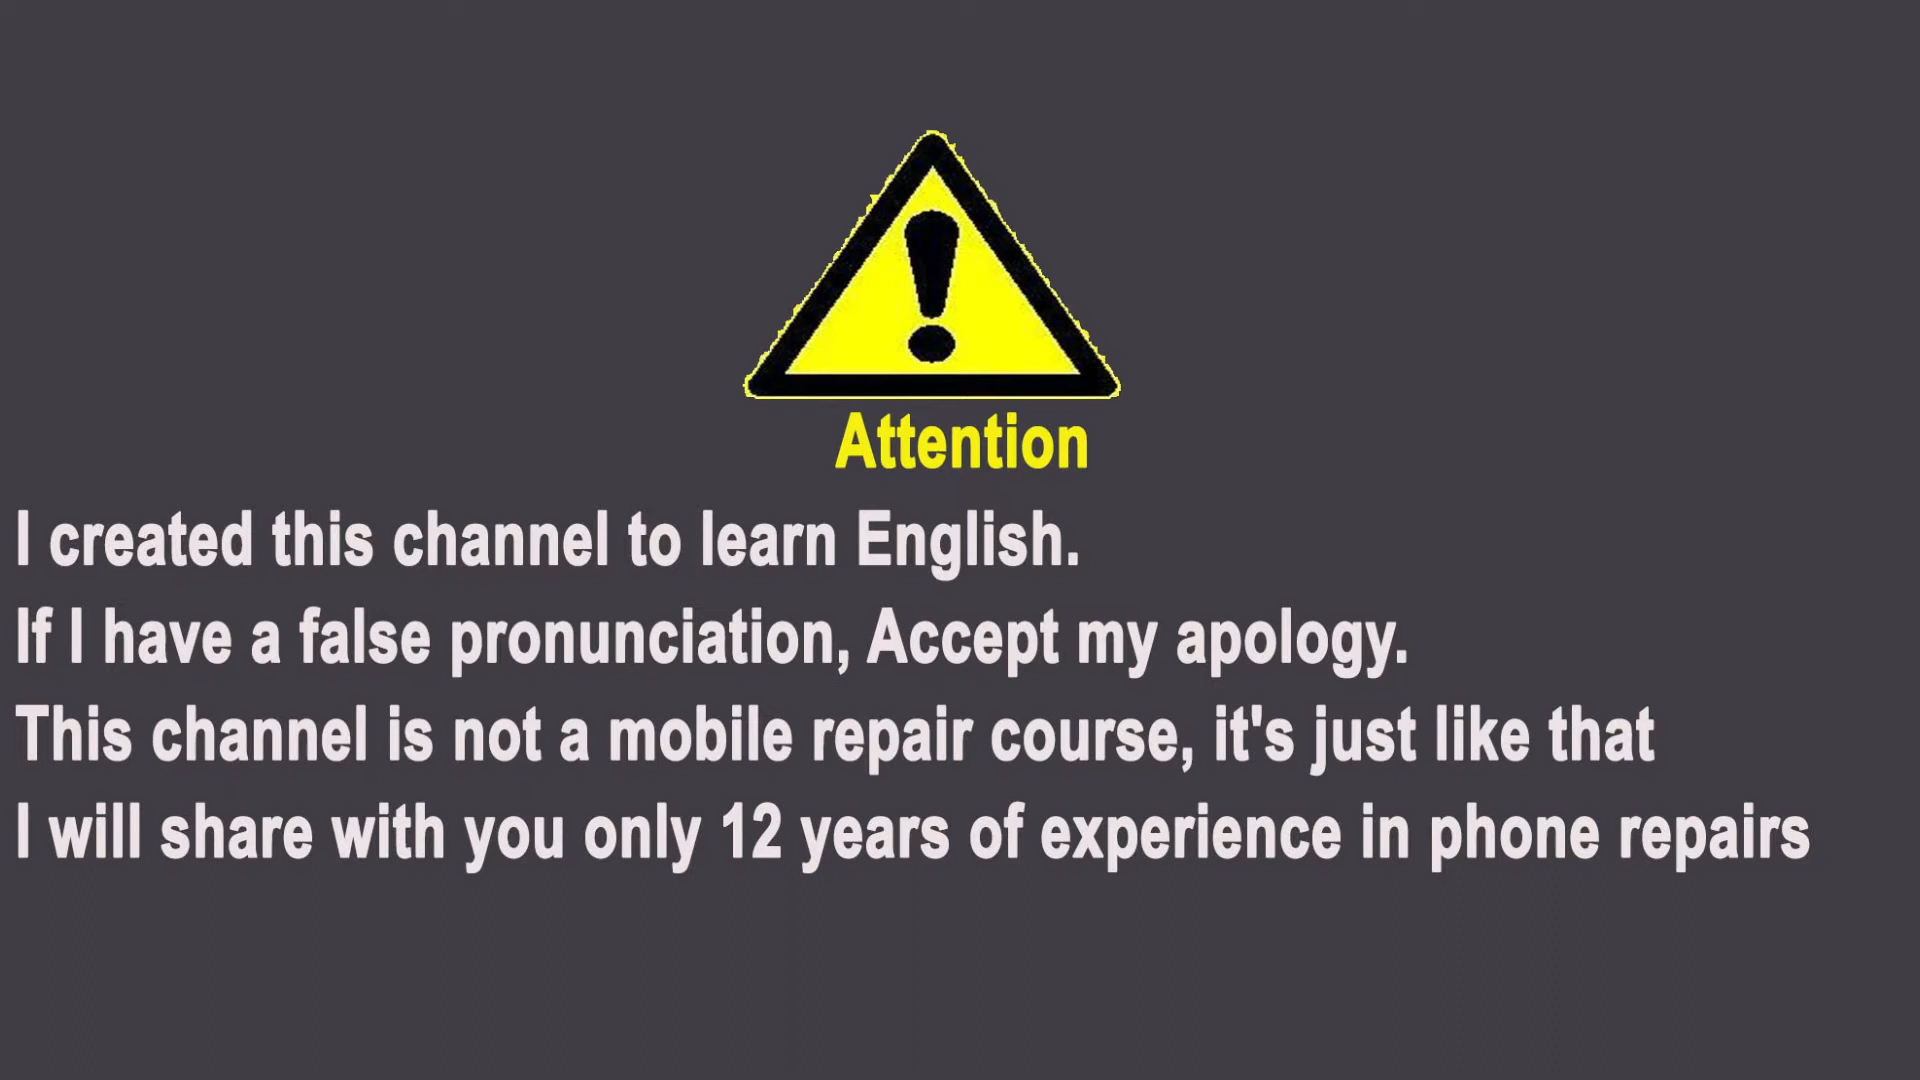 Attention
I created this channel to learn English.
If I have a false pronunciation, Accept my apology.
This channel is not a mobile repair course, it's just like that
I will share with you only 12 years of experience in phone repairs